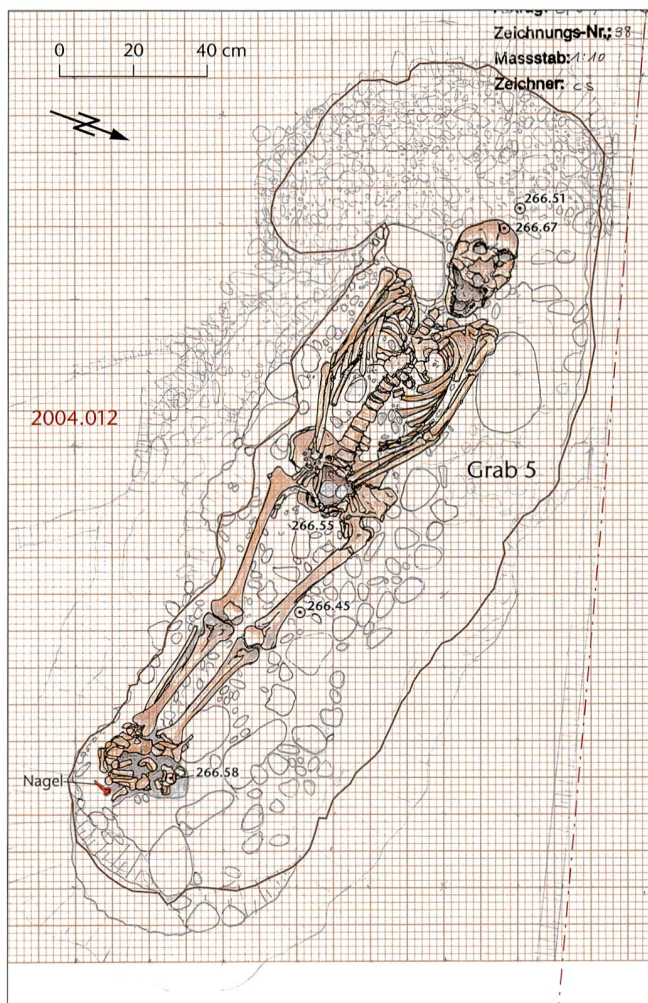 Zeichnungs-Nr.: 98
Massstab: 1:10
Zeichner: CS
0 20 40 cm
N
266.51
266.67
2004.012
Grab 5
266.55
266.45
266.58
Nagel